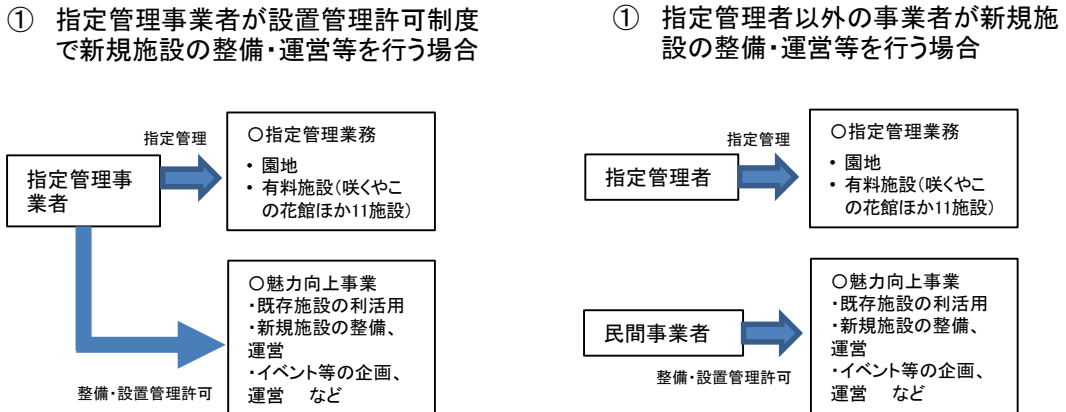 ① 指定管理事業者が設置管理許可制度
で新規施設の整備・運営等を行う場合
指定管理
指定管理事
業者
〇指定管理業務
・園地
・有料施設(咲くやこ
の花館ほか11施設)
〇魅力向上事業
・既存施設の利活用
・新規施設の整備、
運営
・イベント等の企画、
運営 など
整備・設置管理許可
① 指定管理者以外の事業者が新規施
設の整備・運営等を行う場合
指定管理
指定管理者
〇指定管理業務
・園地
・有料施設(咲くやこ
の花館ほか11施設)
民間事業者
〇魅力向上事業
・既存施設の利活用
・新規施設の整備、
運営
・イベント等の企画、
運営 など
整備・設置管理許可